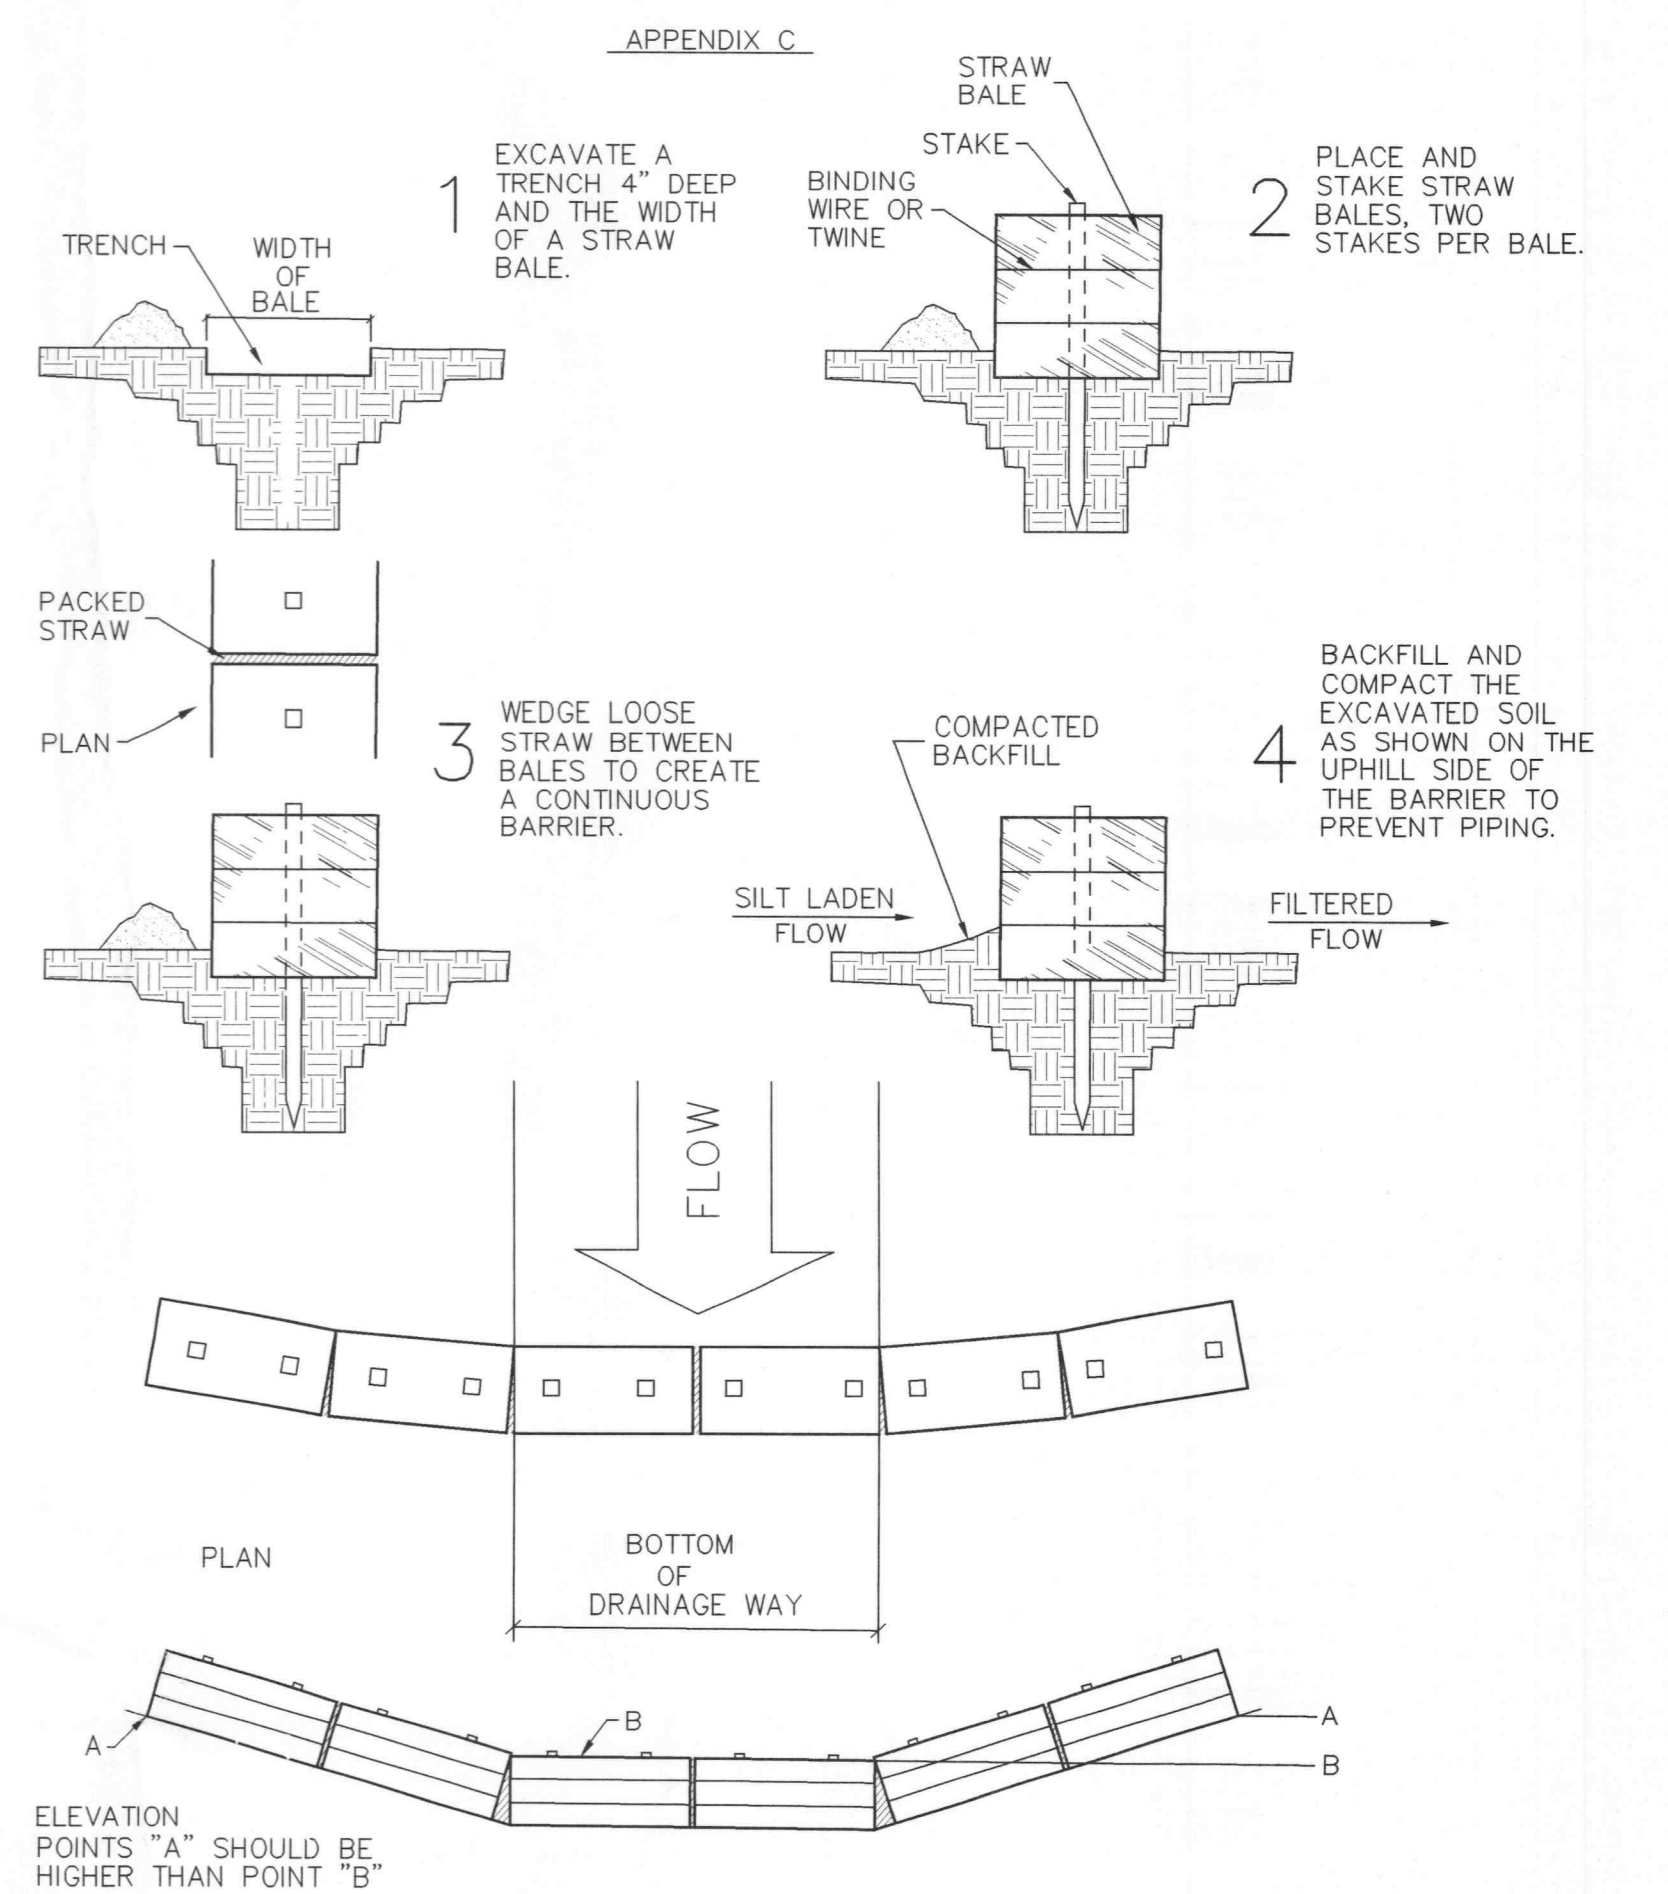 APPENDIX C
STRAW
BALE
STAKE
BINDING
WIRE OR
TWINE
1
EXCAVATE A
TRENCH 4" DEEP
AND THE WIDTH
OF A STRAW
BALE.
2
PLACE AND
STAKE STRAW
BALES, TWO
STAKES PER BALE.
TRENCH
WIDTH
OF
BALE
PACKED
STRAW
PLAN
3
WEDGE LOOSE
STRAW BETWEEN
BALES TO CREATE
A CONTINUOUS
BARRIER.
COMPACTED
BACKFILL
4
BACKFILL AND
COMPACT THE
EXCAVATED SOIL
AS SHOWN ON THE
UPHILL SIDE OF
THE BARRIER TO
PREVENT PIPING.
SILT LADEN
FLOW
FILTERED
FLOW
FLOW
PLAN
BOTTOM
OF
DRAINAGE WAY
A
B
A
B
ELEVATION
POINTS "A" SHOULD BE
HIGHER THAN POINT "B"